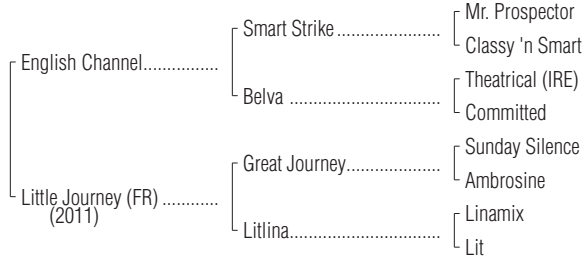 Mr. Prospector
Smart Strike ....................
Classy 'n Smart
English Channel...............
Theatrical (IRE)
Belva .............................
Committed
Sunday Silence
Great Journey..................
Ambrosine
Little Journey (FR) ...........
(2011)
Linamix
Litlina.............................
Lit